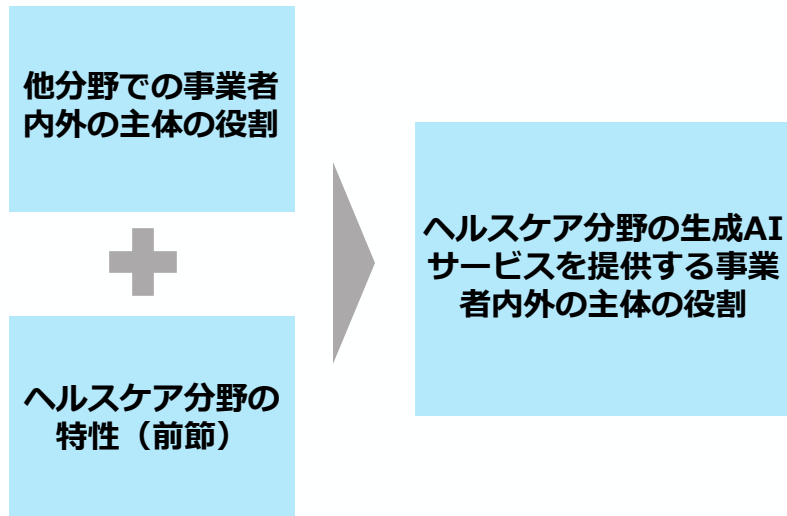 他分野での事業者
内外の主体の役割
ヘルスケア分野の
特性（前節）
ヘルスケア分野の生成AI
サービスを提供する事業
者内外の主体の役割